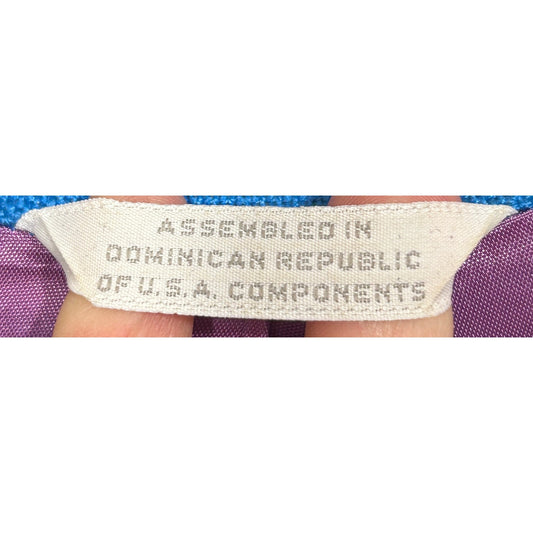 ASSEMBLED IN
DOMINICAN REPUBLIC
OF U.S.A. COMPONENTS